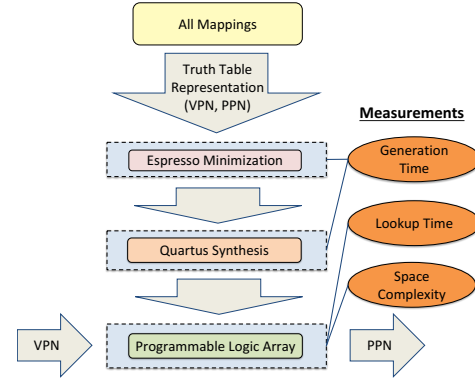 All Mappings
Truth Table
Representation
(VPN, PPN)
Measurements
Espresso Minimization
Generation
Time
Lookup Time
Quartus Synthesis
Space
Complexity
VPN
Programmable Logic Array
PPN